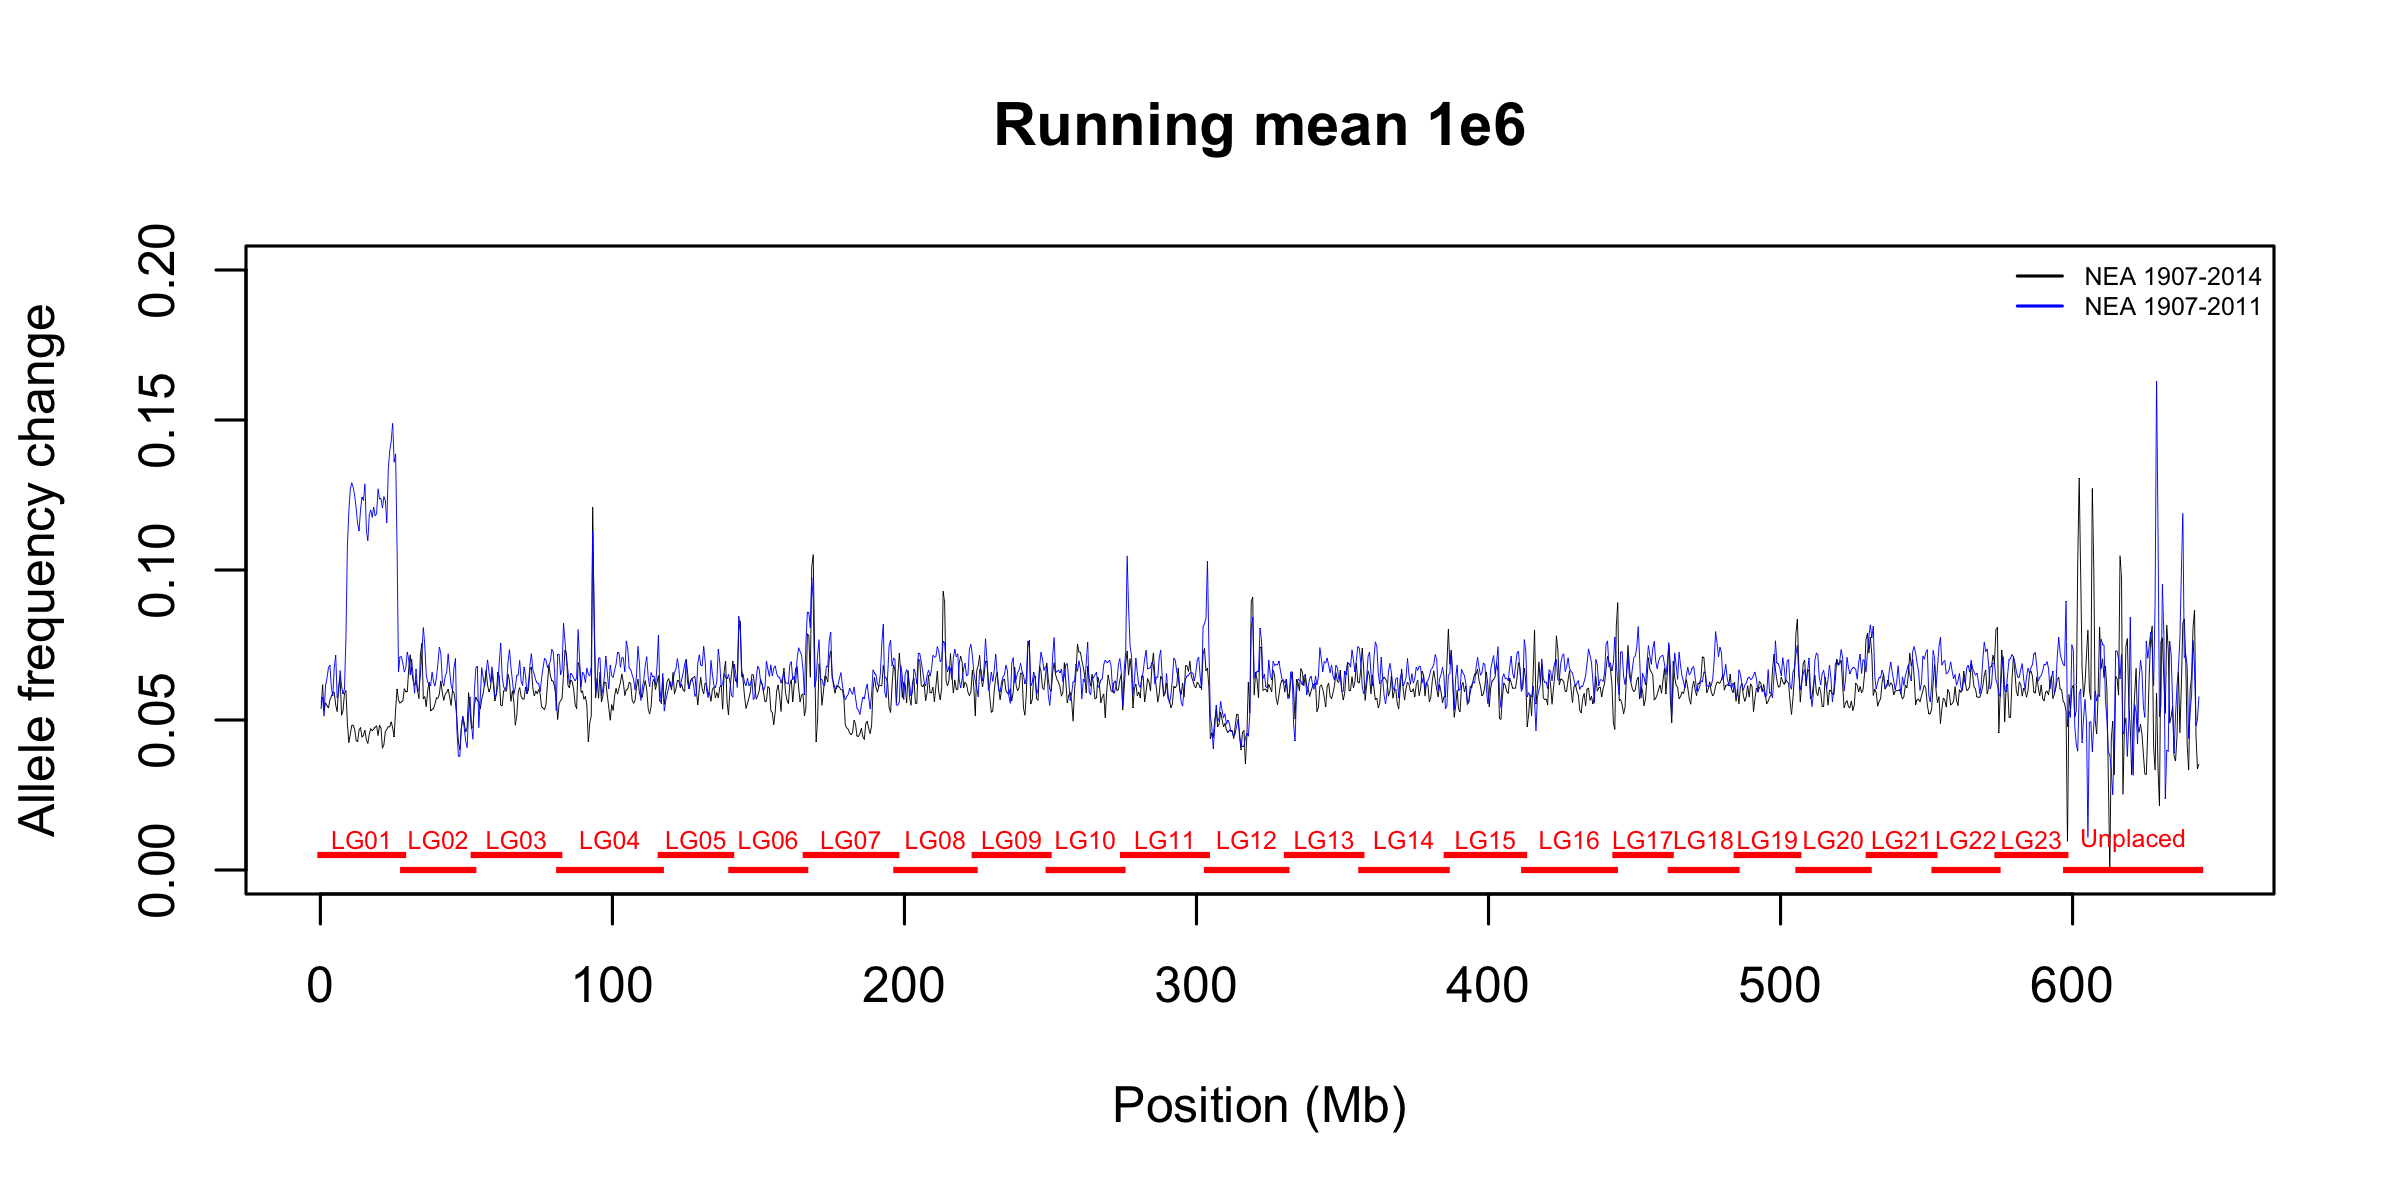 Running mean 1e6
Allele frequency change
0.20
0.15
0.10
0.05
0.00
NEA 1907-2014
NEA 1907-2011
LG01 LG02 LG03 LG04 LG05 LG06 LG07 LG08 LG09 LG10 LG11 LG12 LG13 LG14 LG15 LG16 LG17 LG18 LG19 LG20 LG21 LG22 LG23 Unplaced
0 100 200 300 400 500 600
Position (Mb)